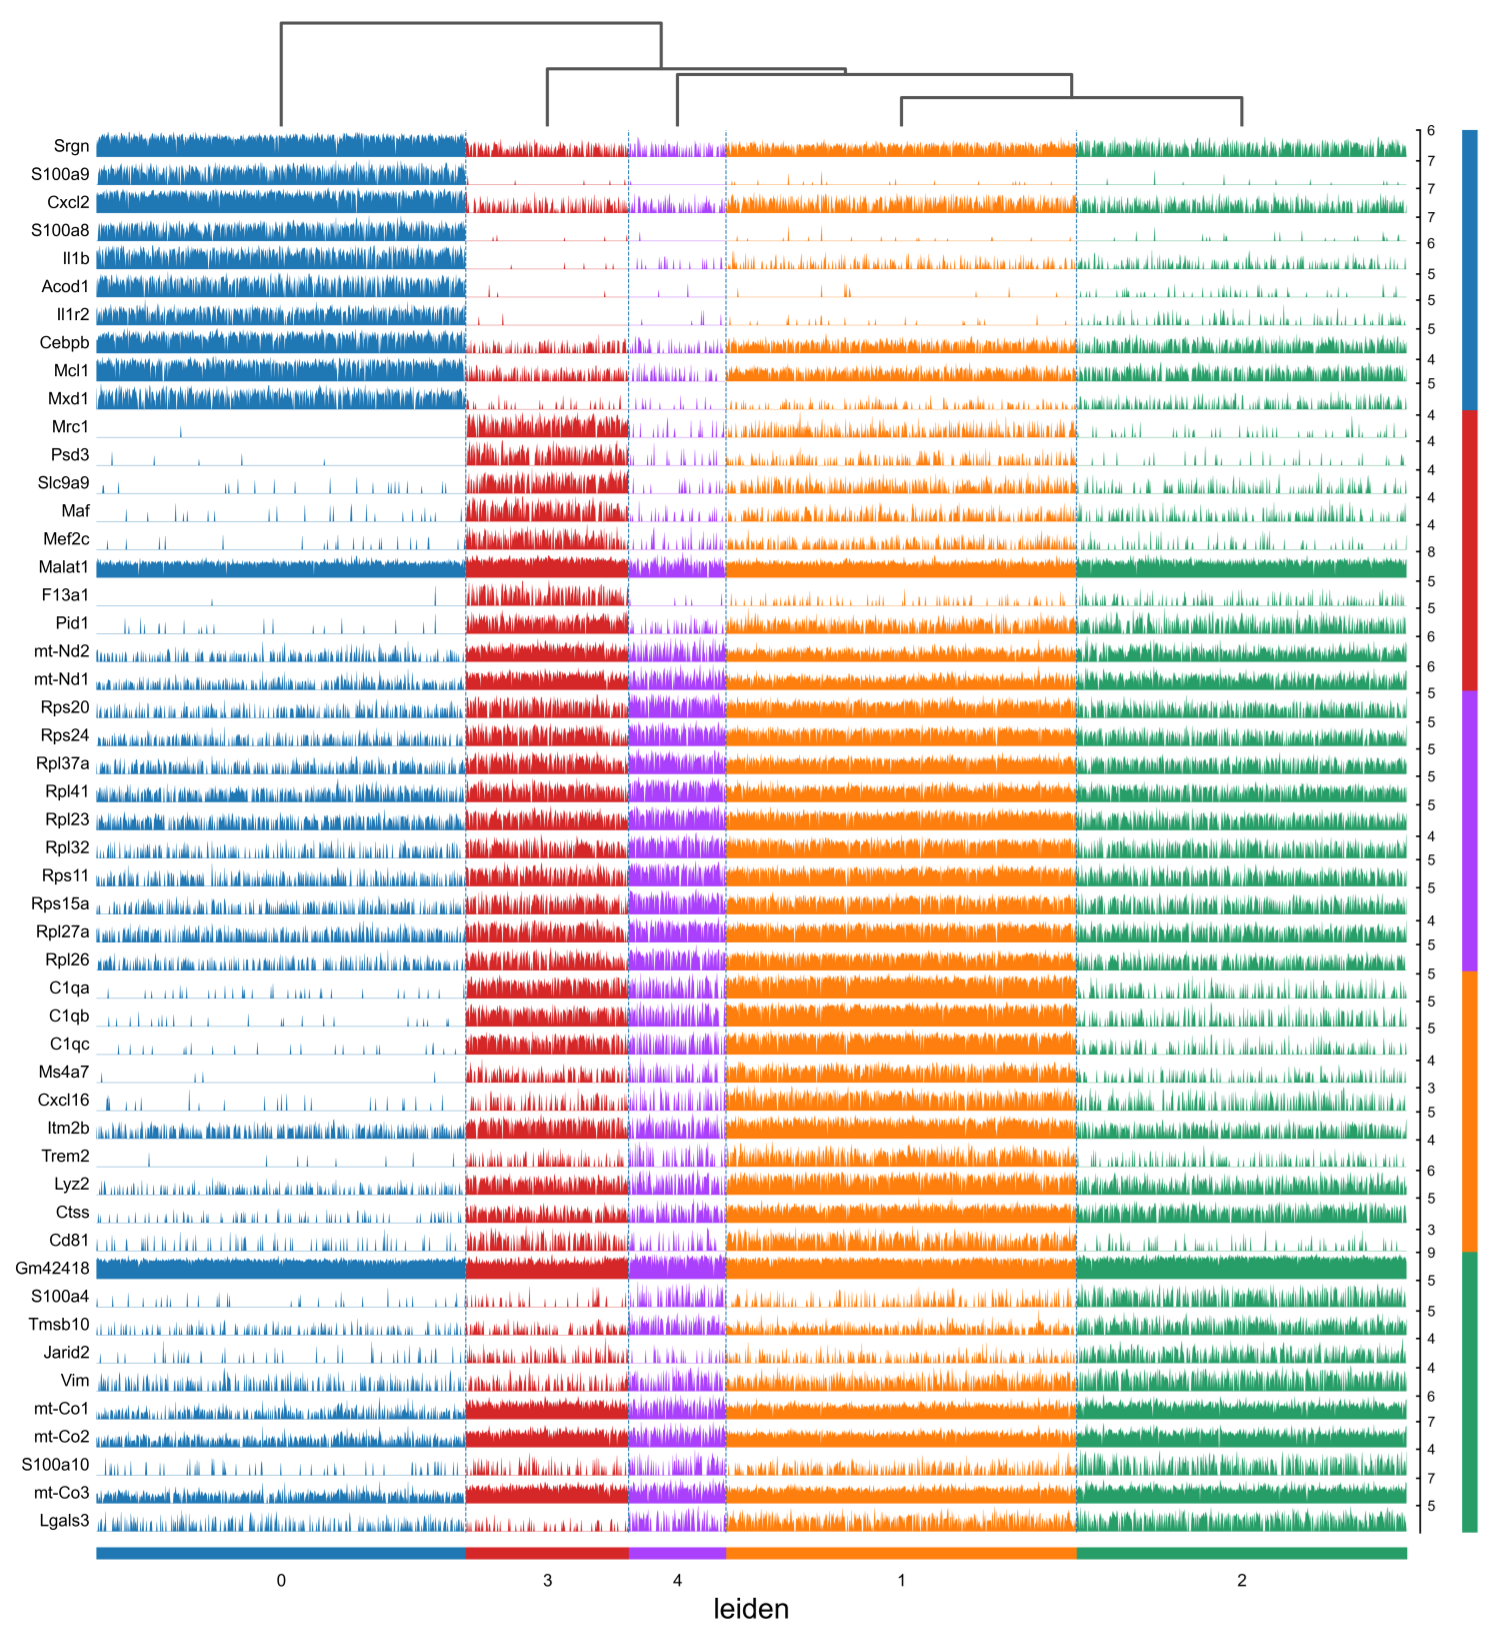 Srgn 6
S100a9 7
Cxcl2 7
S100a8 7
Il1b 6
Acod1 5
Il1r2 5
Cebpb 5
Mcl1 4
Mxd1 5
Mrc1 4
Psd3 4
Slc9a9 4
Maf 4
Mef2c 4
Malat1 8
F13a1 5
Pid1 5
mt-Nd2 6
mt-Nd1 6
Rps20 5
Rps24 5
Rpl37a 5
Rpl41 5
Rpl23 5
Rpl32 4
Rps11 5
Rps15a 5
Rpl27a 4
Rpl26 5
C1qa 5
C1qb 5
C1qc 5
Ms4a7 4
Cxcl16 3
Itm2b 5
Trem2 4
Lyz2 6
Ctss 5
Cd81 3
Gm42418 9
S100a4 5
Tmsb10 5
Jarid2 4
Vim 4
mt-Co1 6
mt-Co2 7
S100a10 4
mt-Co3 7
Lgals3 5
0 3 4 1 2
leiden